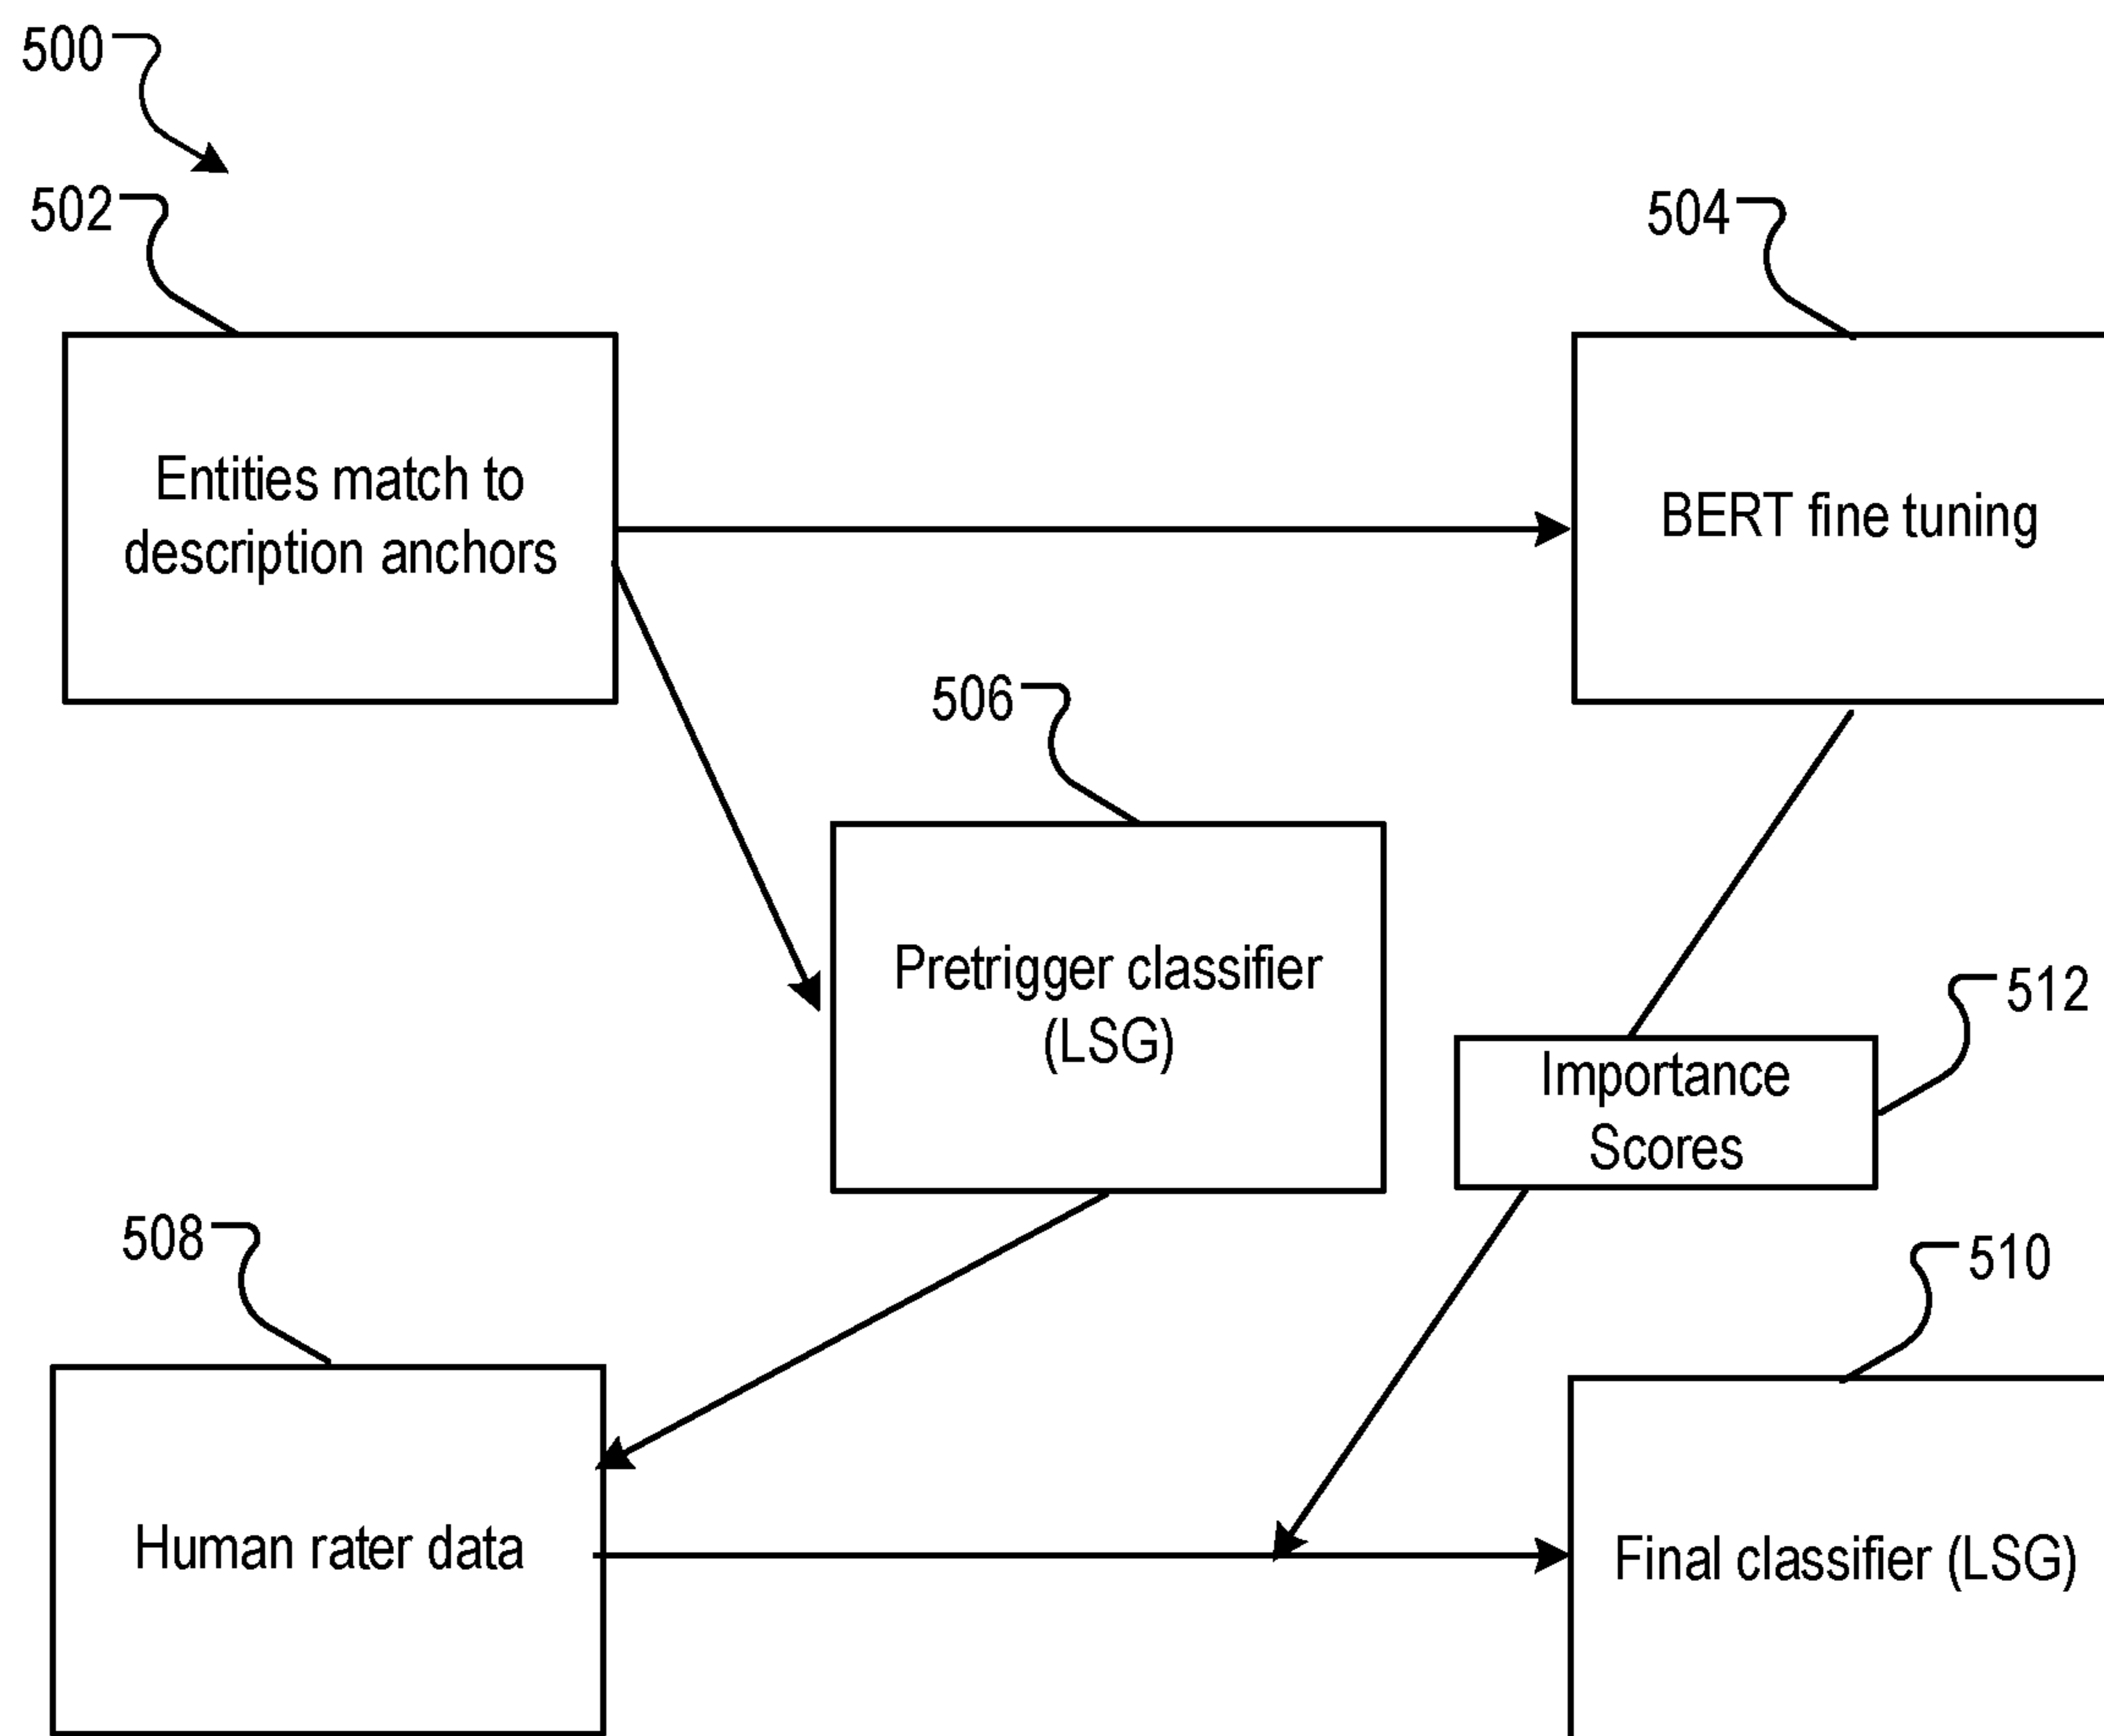 500
502
504
Entities match to
description anchors
BERT fine tuning
506
Pretrigger classifier
(LSG)
512
Importance
Scores
508
510
Human rater data
Final classifier (LSG)